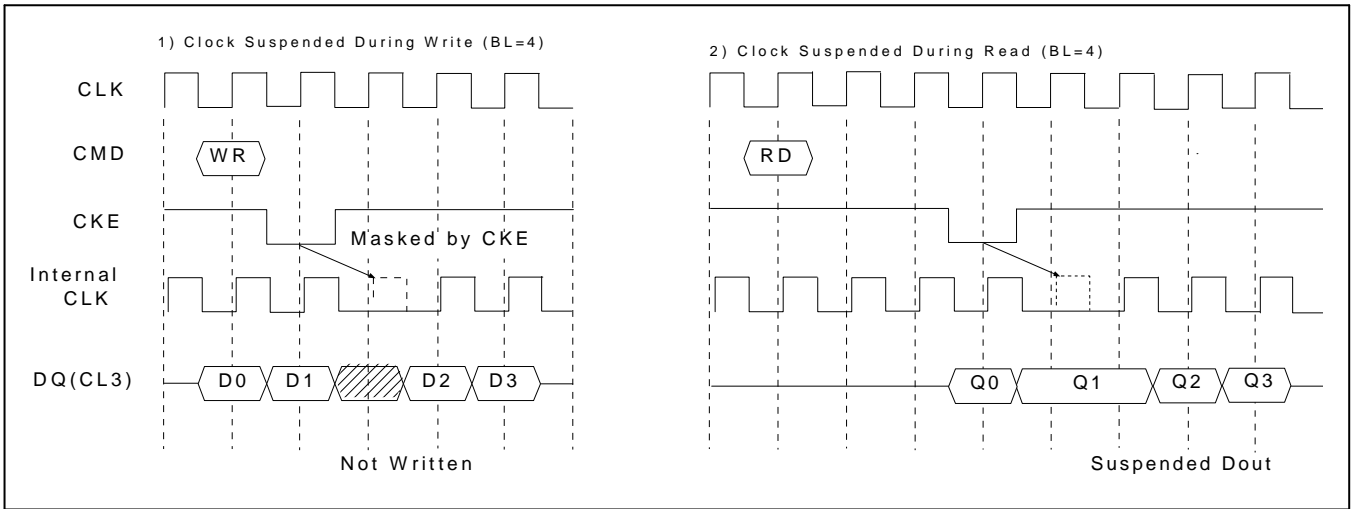 1) Clock Suspended During Write (BL=4)
2) Clock Suspended During Read (BL=4)
CLK
CMD
WR
RD
CKE
Masked by CKE
Internal
CLK
DQ(CL3)
D0
D1
D2
D3
Q0
Q1
Q2
Q3
Not Written
Suspended Dout